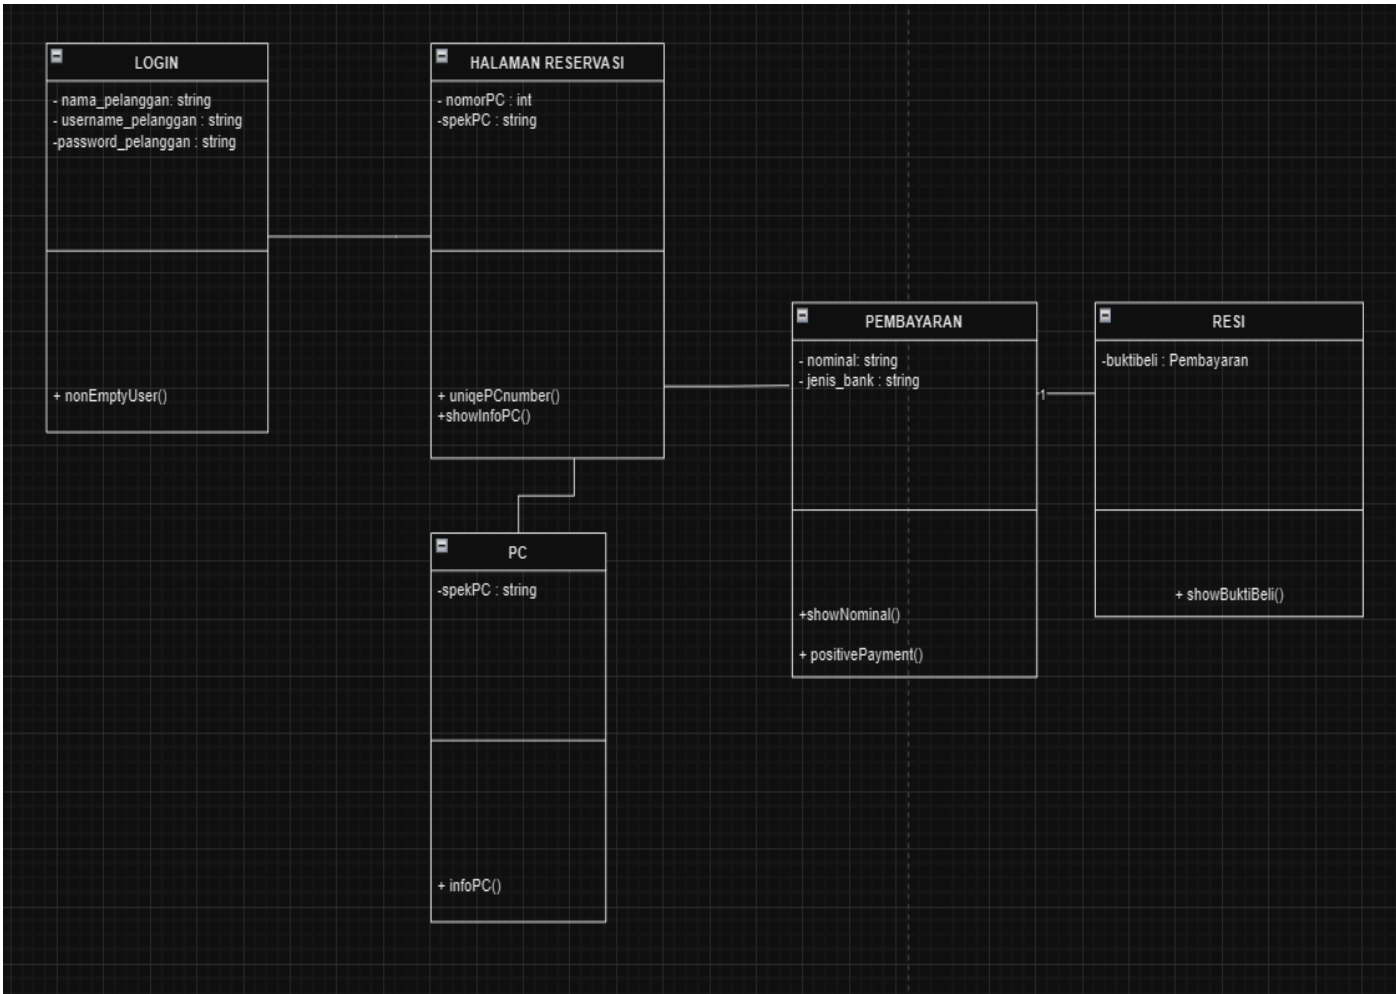 LOGIN
- nama_pelanggan: string
- username_pelanggan : string
-password_pelanggan : string
+ nonEmptyUser()
HALAMAN RESERVASI
- nomorPC : int
-spekPC : string
+ uniqePCnumber()
+showInfoPC()
PC
-spekPC : string
+ infoPC()
PEMBAYARAN
- nominal: string
- jenis_bank : string
+showNominal()
+ positivePayment()
1
RESI
-buktibeli : Pembayaran
+ showBuktiBeli()